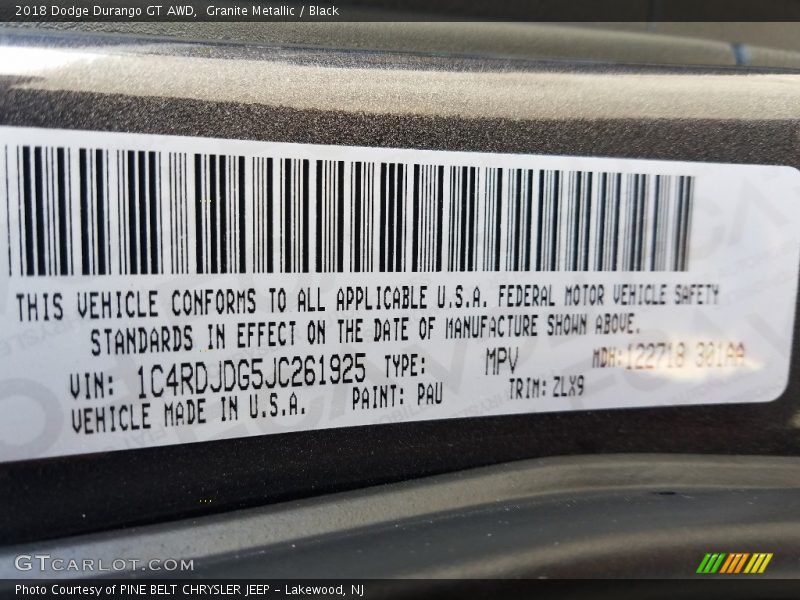 2018 Dodge Durango GT AWD, Granite Metallic / Black
THIS VEHICLE CONFORMS TO ALL APPLICABLE U.S.A. FEDERAL MOTOR VEHICLE SAFETY
STANDARDS IN EFFECT ON THE DATE OF MANUFACTURE SHOWN ABOVE.
VIN: 1C4RDJDG5JC261925 TYPE: MPV MDH:122718 301AA
VEHICLE MADE IN U.S.A. PAINT: PAU TRIM: ZLX9
GTCARLOT.COM
Photo Courtesy of PINE BELT CHRYSLER JEEP - Lakewood, NJ